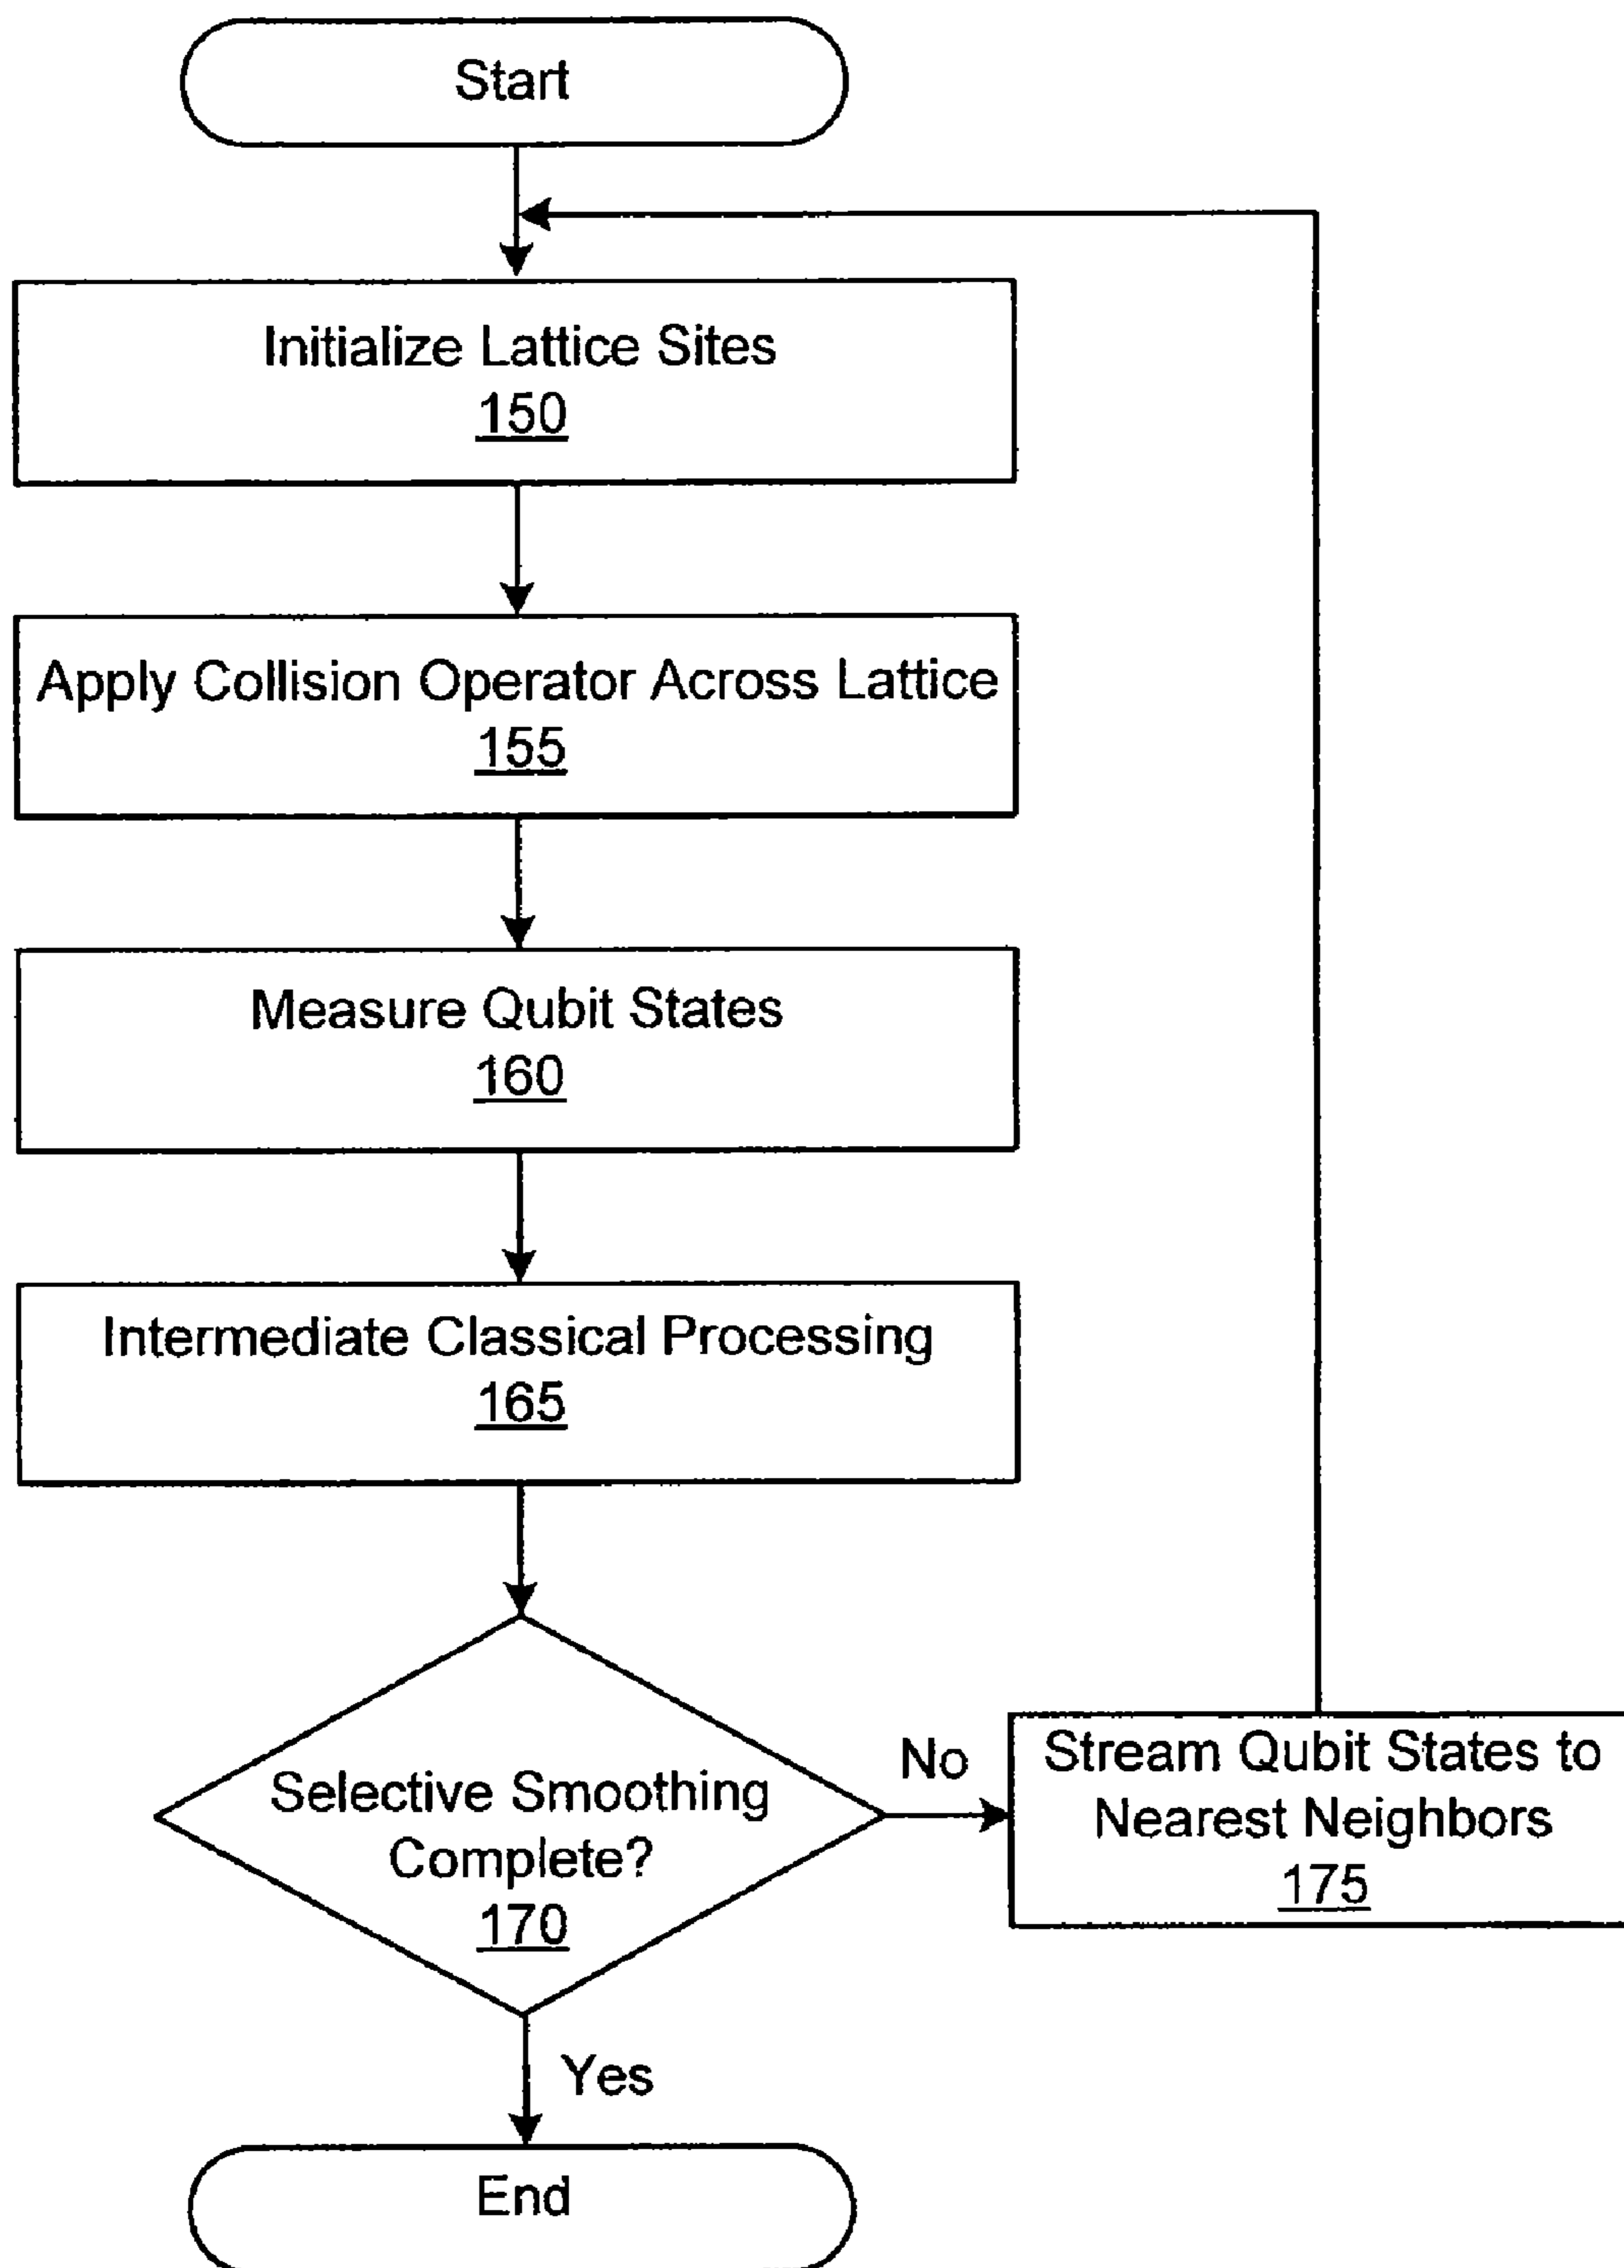 Start
Initialize Lattice Sites
150
Apply Collision Operator Across Lattice
155
Measure Qubit States
160
Intermediate Classical Processing
165
Selective Smoothing
Complete?
170
No
Stream Qubit States to
Nearest Neighbors
175
Yes
End